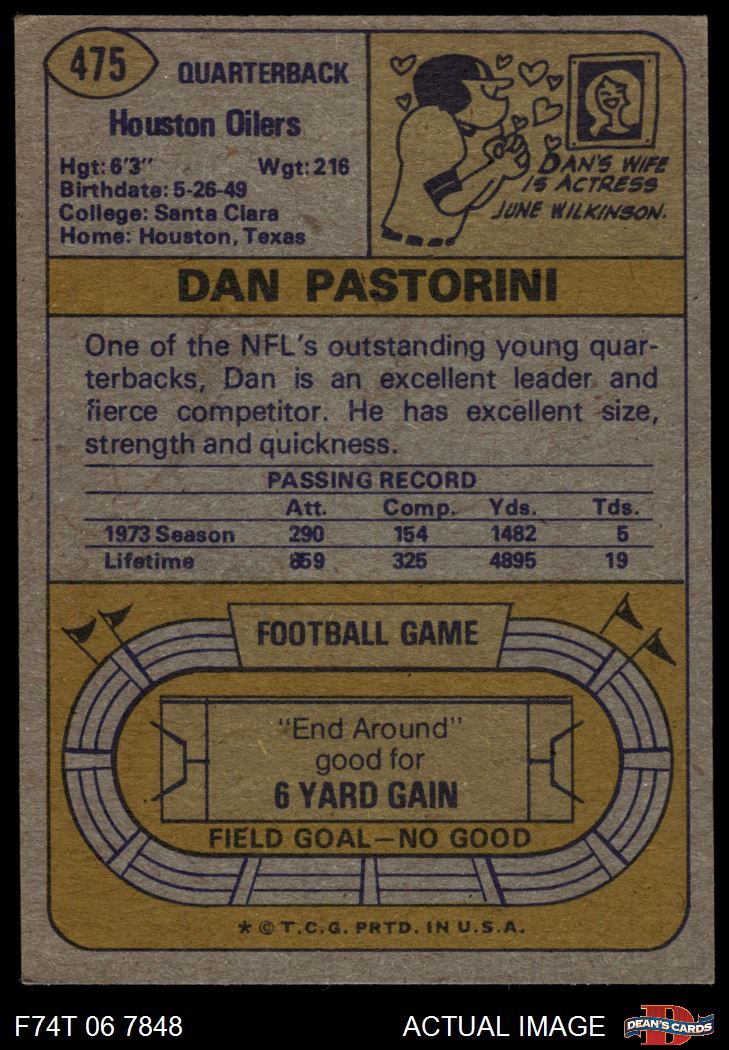 475
QUARTERBACK
Houston Oilers
Hgt: 6'3" Wgt: 216
Birthdate: 5-26-49
College: Santa Clara
Home: Houston, Texas
DAN'S WIFE
IS ACTRESS
JUNE WILKINSON.
DAN PASTORINI
One of the NFL's outstanding young quar-
terbacks, Dan is an excellent leader and
fierce competitor. He has excellent size,
strength and quickness.
PASSING RECORD
Att. Comp. Yds. Tds.
1973 Season 290 154 1482 5
Lifetime 859 325 4895 19
FOOTBALL GAME
"End Around"
good for
6 YARD GAIN
FIELD GOAL—NO GOOD
* © T.C.G. PRTD. IN U.S.A.
F74T 06 7848 ACTUAL IMAGE
D
DEAN'S CARDS